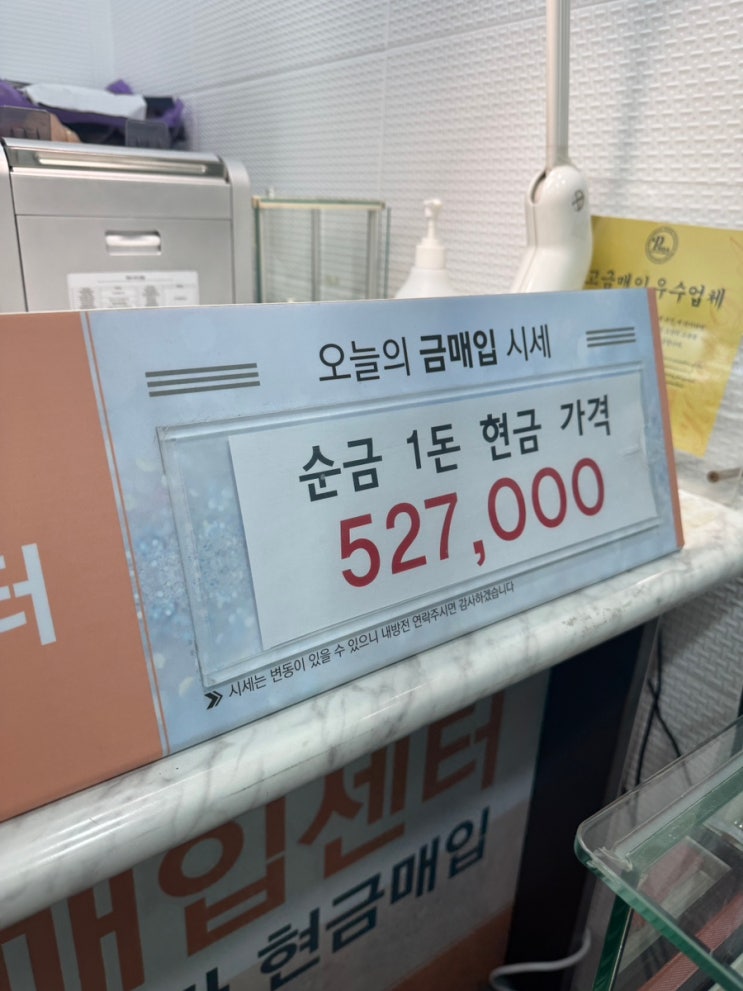 오늘의 금매입 시세
순금 1돈 현금 가격
527,000
시세는 변동이 있을 수 있으니 내방전 연락주시면 감사하겠습니다
터
고금매입 우수업체
매입센터
현금매입